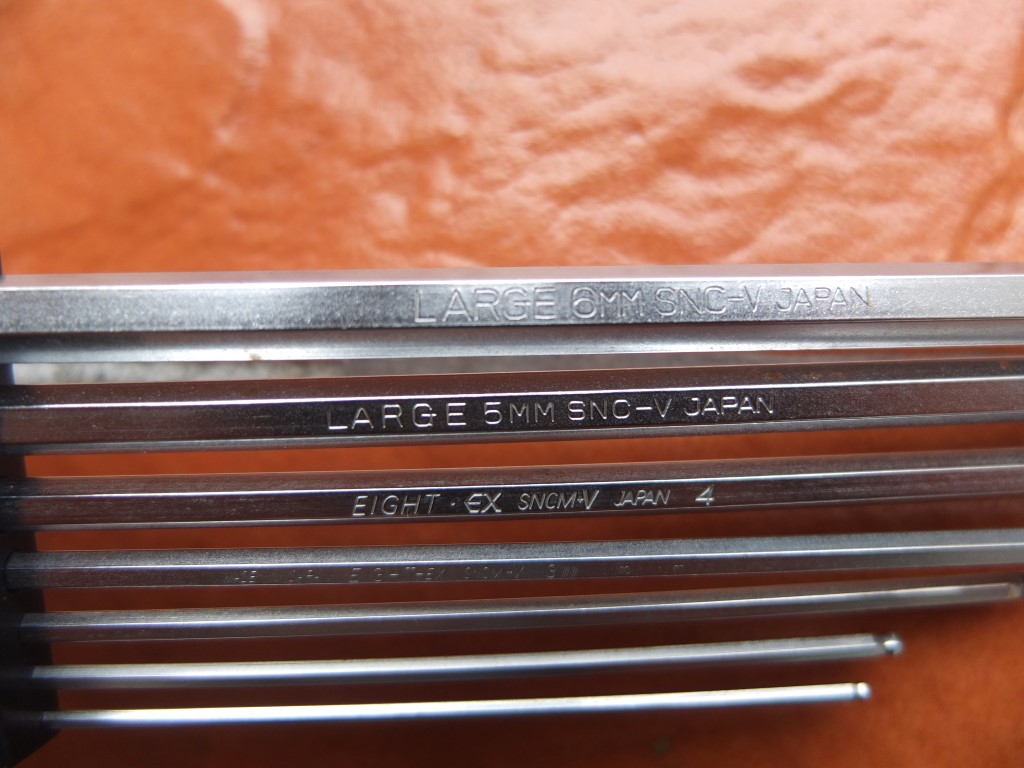 LARGE 6MM SNC-V JAPAN
LARGE 5MM SNC-V JAPAN
EIGHT・EX SNCM+V JAPAN 4